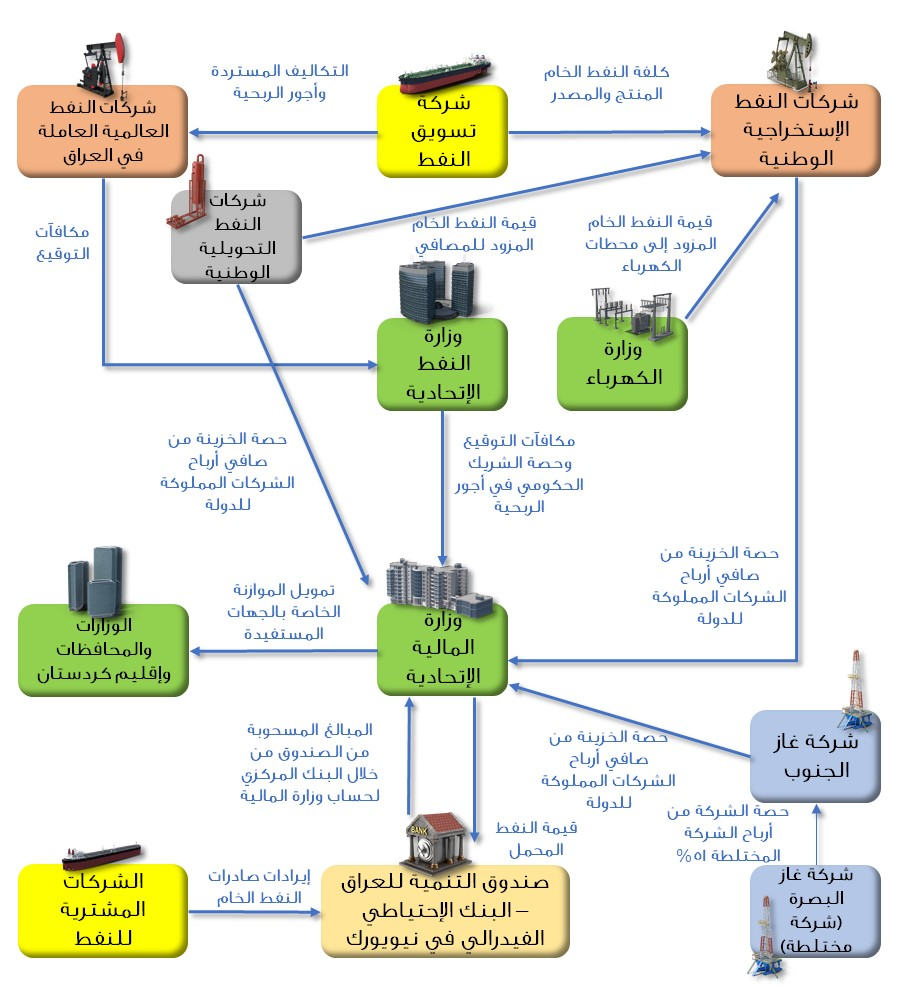 شركات النفط
العالمية العاملة
في العراق
التكاليف المستردة
وأجور الربحية
شركة
تسويق
النفط
كلفة النفط الخام
المنتج والمصدر
شركات النفط
الإستخراجية
الوطنية
مكافآت
التوقيع
شركات
النفط
التحويلية
الوطنية
قيمة النفط الخام
المزود للمصافي
قيمة النفط الخام
المزود إلى محطات
الكهرباء
وزارة
النفط
الإتحادية
وزارة
الكهرباء
حصة الخزينة من
صافي أرباح
الشركات المملوكة
للدولة
مكافآت التوقيع
وحصة الشريك
الحكومي في أجور
الربحية
حصة الخزينة من
صافي أرباح
الشركات المملوكة
للدولة
الوزارات
والمحافظات
وإقليم كردستان
تمويل الموازنة
الخاصة بالجهات
المستفيدة
وزارة
المالية
الإتحادية
المبالغ المسحوبة
من الصندوق من
خلال البنك المركزي
لحساب وزارة المالية
حصة الخزينة من
صافي أرباح
الشركات المملوكة
للدولة
شركة غاز
الجنوب
قيمة النفط
المحمل
حصة الشركة من
أرباح الشركة
المختلطة ٥١%
BANK
الشركات
المشترية
للنفط
إيرادات صادرات
النفط الخام
صندوق التنمية للعراق
– البنك الإحتياطي
الفيدرالي في نيويورك
شركة غاز
البصرة
(شركة
مختلطة)